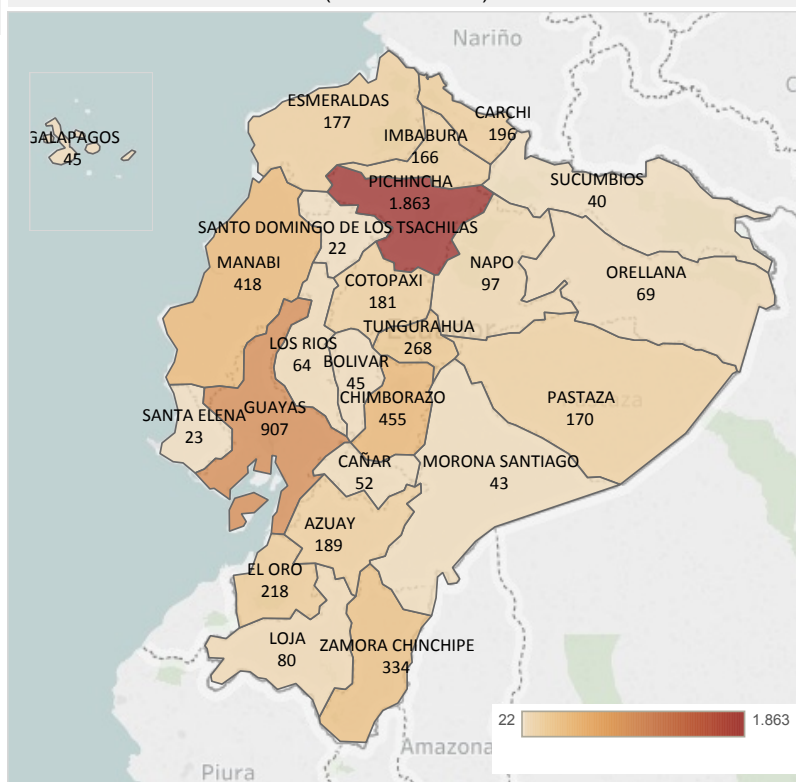 Nariño
ESMERALDAS
177
CARCHI
196
IMBABURA
166
GALAPAGOS
45
PICHINCHA
1.863
SUCUMBIOS
40
SANTO DOMINGO DE LOS TSACHILAS
22
MANABI
418
NAPO
97
ORELLANA
69
COTOPAXI
181
TUNGURAHUA
268
LOS RIOS
64
BOLIVAR
45
CHIMBORAZO
455
PASTAZA
170
SANTA ELENA
23
GUAYAS
907
CAÑAR
52
MORONA SANTIAGO
43
AZUAY
189
EL ORO
218
LOJA
80
ZAMORA CHINCHIPE
334
22
1.863
Amazona
Piura